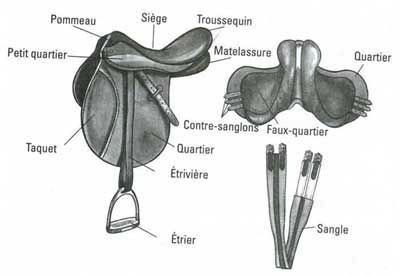 Pommeau
Siège
Troussequin
Petit quartier
Matelassure
Quartier
Contre-sanglons
Faux-quartier
Taquet
Quartier
Étrivière
Étrier
Sangle